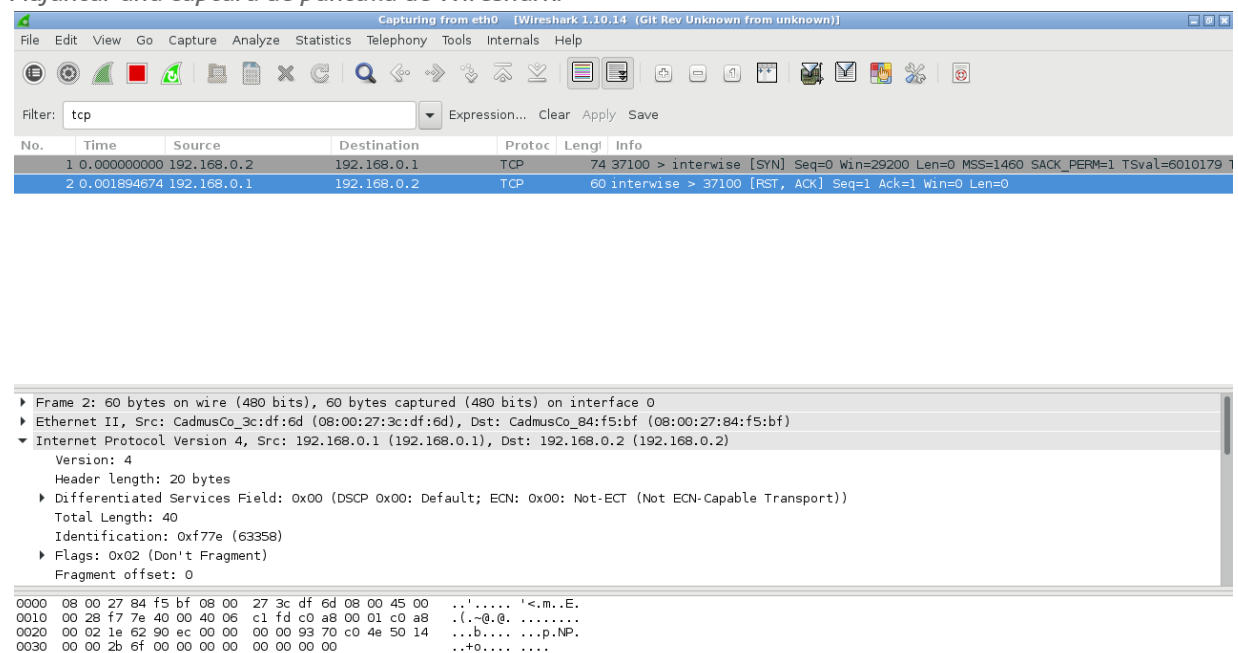 Capturing from eth0 [Wireshark 1.10.14 (Git Rev Unknown from unknown)]
File Edit View Go Capture Analyze Statistics Telephony Tools Internals Help
Filter: tcp Expression... Clear Apply Save
No. Time Source Destination Protoc Lengt Info
1 0.000000000 192.168.0.2 192.168.0.1 TCP 74 37100 > interwise [SYN] Seq=0 Win=29200 Len=0 MSS=1460 SACK_PERM=1 TSval=6010179
2 0.001894674 192.168.0.1 192.168.0.2 TCP 60 interwise > 37100 [RST, ACK] Seq=1 Ack=1 Win=0 Len=0
Frame 2: 60 bytes on wire (480 bits), 60 bytes captured (480 bits) on interface 0
Ethernet II, Src: CadmusCo_3c:df:6d (08:00:27:3c:df:6d), Dst: CadmusCo_84:f5:bf (08:00:27:84:f5:bf)
Internet Protocol Version 4, Src: 192.168.0.1 (192.168.0.1), Dst: 192.168.0.2 (192.168.0.2)
Version: 4
Header length: 20 bytes
Differentiated Services Field: 0x00 (DSCP 0x00: Default; ECN: 0x00: Not-ECT (Not ECN-Capable Transport))
Total Length: 40
Identification: 0xf77e (63358)
Flags: 0x02 (Don't Fragment)
Fragment offset: 0
0000 08 00 27 84 f5 bf 08 00 27 3c df 6d 08 00 45 00 ..'..... '<.m..E.
0010 00 28 f7 7e 40 00 40 06 c1 fd c0 a8 00 01 c0 a8 .(.~@.@. ........
0020 00 02 1e 62 90 ec 00 00 00 00 93 70 c0 4e 50 14 ...b.... ...p.NP.
0030 00 00 2b 6f 00 00 00 00 00 00 00 00 ..+o.... ....